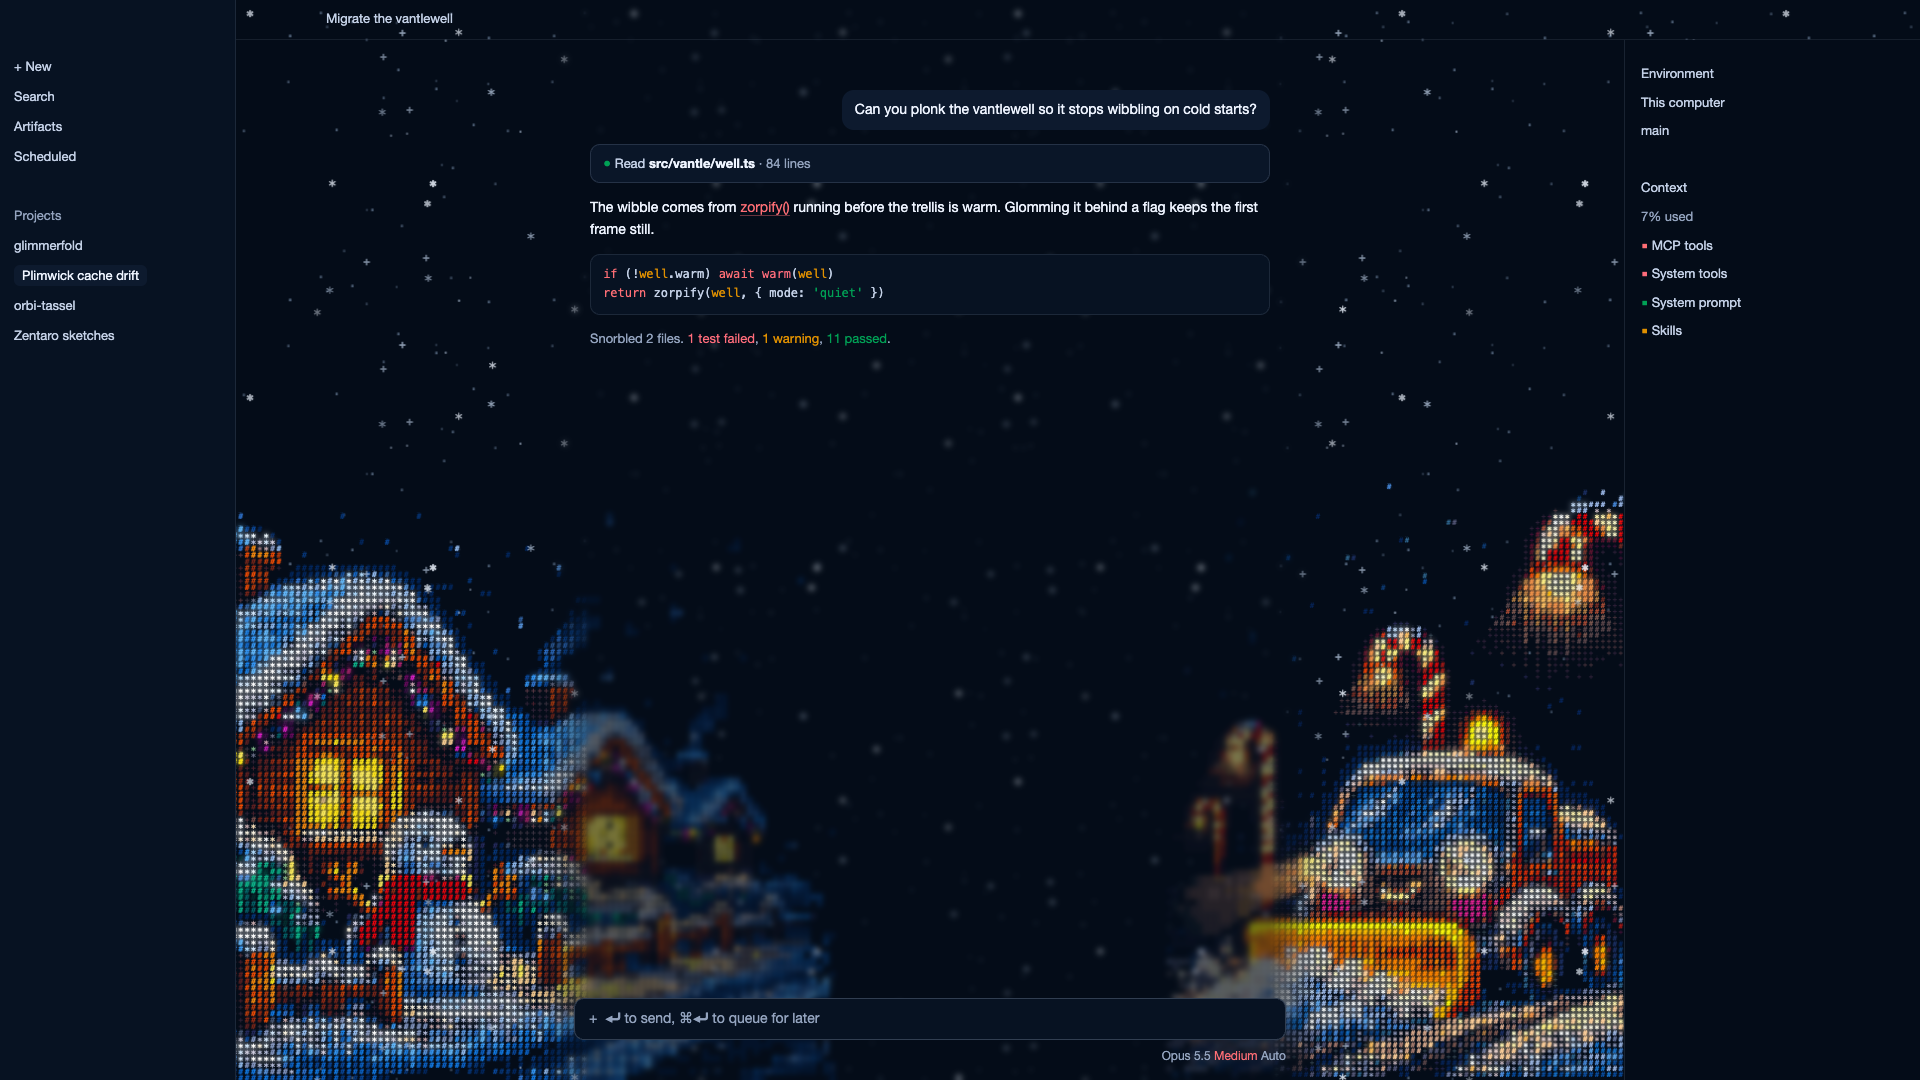 Migrate the vantlewell
+ New
Search
Artifacts
Scheduled
Projects
glimmerfold
Plimwick cache drift
orbi-tassel
Zentaro sketches
Can you plonk the vantlewell so it stops wibbling on cold starts?
Read src/vantle/well.ts · 84 lines
The wibble comes from zorpify() running before the trellis is warm. Glomming it behind a flag keeps the first
frame still.
if (!well.warm) await warm(well)
return zorpify(well, { mode: 'quiet' })
Snorbled 2 files. 1 test failed, 1 warning, 11 passed.
+ ↵ to send, ⌘↵ to queue for later
Opus 5.5 Medium Auto
Environment
This computer
main
Context
7% used
MCP tools
System tools
System prompt
Skills